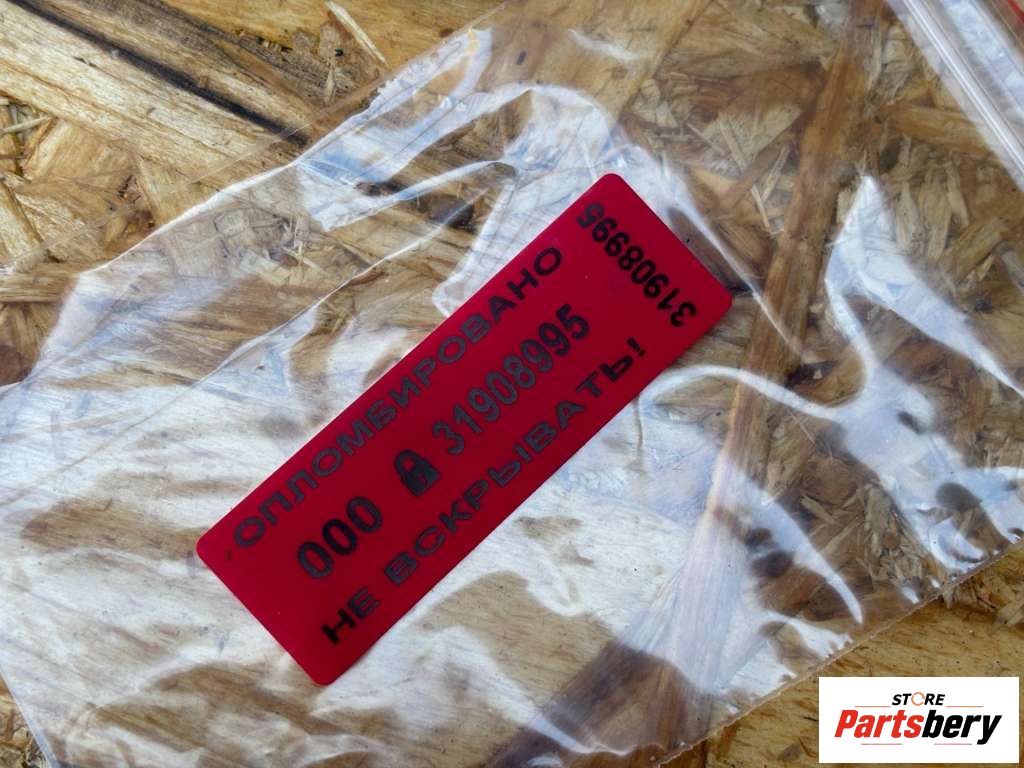 ОПЛОМБИРОВАНО
000 31908995
НЕ ВСКРЫВАТЬ!
31908995
STORE
Partsbery